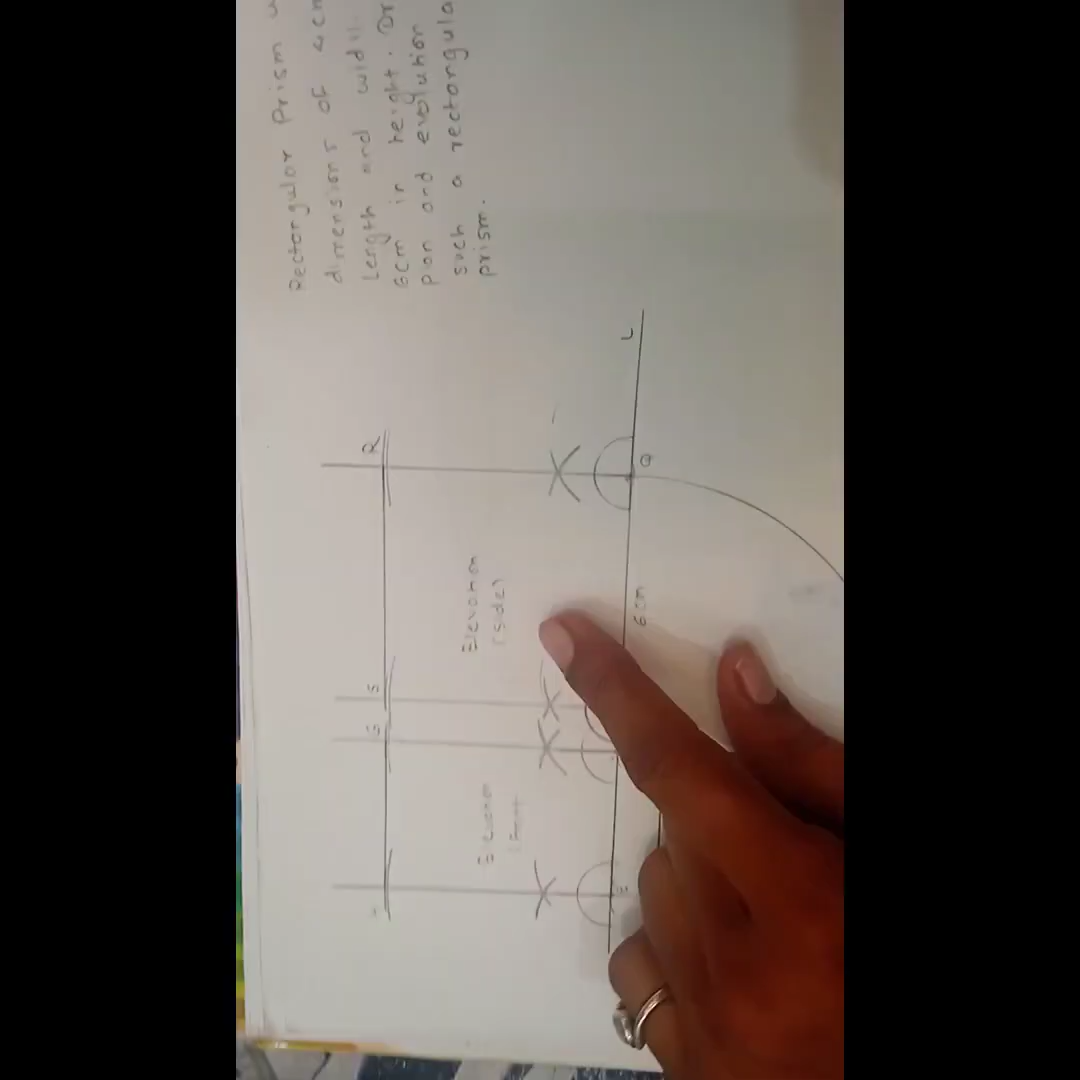 Rectangular Prism
dimensions of 4cm
Length and width.
6cm in height. Dr
plan and evolution
such a rectangula
prism.
R
S
G
Elevation
(side)
Elevation
L
Q
6cm
E